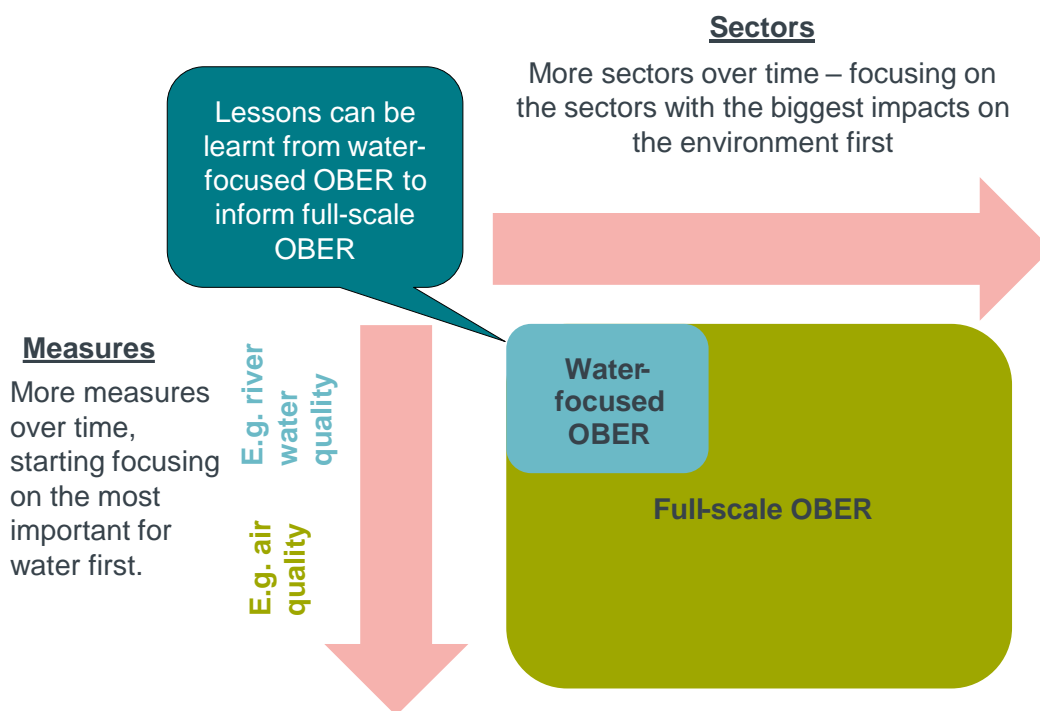 Sectors
More sectors over time – focusing on
the sectors with the biggest impacts on
the environment first
Lessons can be
learnt from water-
focused OBER to
inform full-scale
OBER
Measures
More measures
over time,
starting focusing
on the most
important for
water first.
E.g. river
water
quality
E.g. air
quality
Water-
focused
OBER
Full-scale OBER